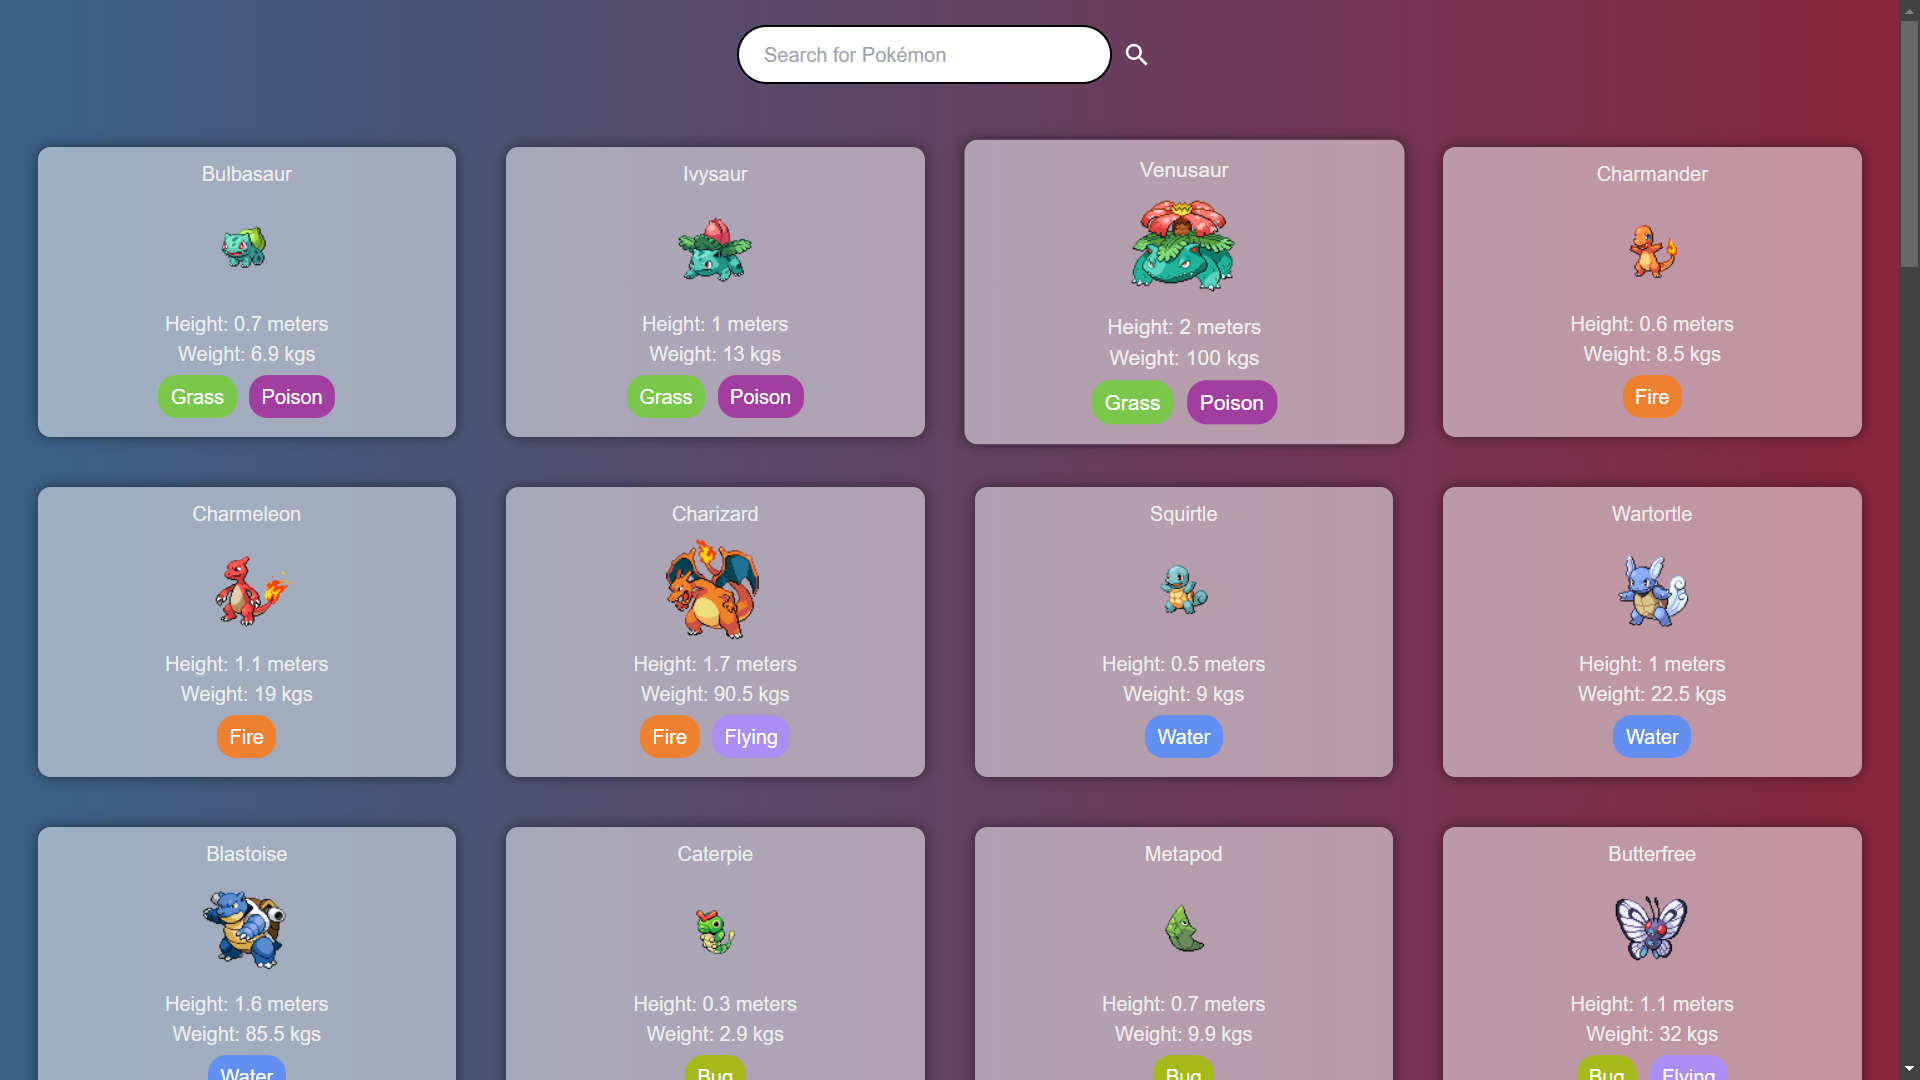 Search for Pokémon
Bulbasaur
Height: 0.7 meters
Weight: 6.9 kgs
Grass Poison
Ivysaur
Height: 1 meters
Weight: 13 kgs
Grass Poison
Venusaur
Height: 2 meters
Weight: 100 kgs
Grass Poison
Charmander
Height: 0.6 meters
Weight: 8.5 kgs
Fire
Charmeleon
Height: 1.1 meters
Weight: 19 kgs
Fire
Charizard
Height: 1.7 meters
Weight: 90.5 kgs
Fire Flying
Squirtle
Height: 0.5 meters
Weight: 9 kgs
Water
Wartortle
Height: 1 meters
Weight: 22.5 kgs
Water
Blastoise
Height: 1.6 meters
Weight: 85.5 kgs
Water
Caterpie
Height: 0.3 meters
Weight: 2.9 kgs
Bug
Metapod
Height: 0.7 meters
Weight: 9.9 kgs
Bug
Butterfree
Height: 1.1 meters
Weight: 32 kgs
Bug Flying